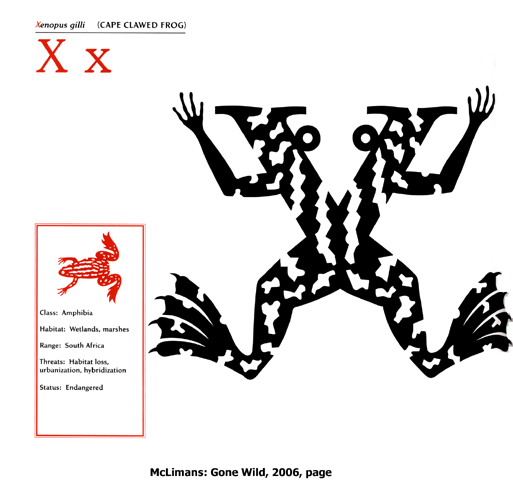 Xenopus gilli (CAPE CLAWED FROG)
X x
Class: Amphibia
Habitat: Wetlands, marshes
Range: South Africa
Threats: Habitat loss,
urbanization, hybridization
Status: Endangered
McLimans: Gone Wild, 2006, page